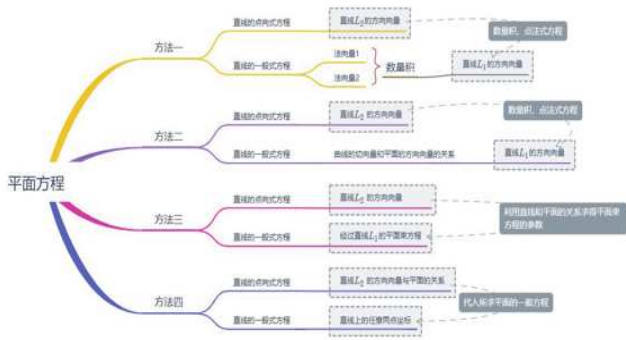 平面方程
方法一
直线的点向式方程
直线L₂的方向向量
直线的一般式方程
法向量1
法向量2
数量积
直线L₁的方向向量
数量积、点法式方程
方法二
直线的点向式方程
直线L₂ 的方向向量
直线的一般式方程
曲线的切向量和平面的方向向量的关系
直线L₁的方向向量
数量积、点法式方程
方法三
直线的点向式方程
直线L₂ 的方向向量
直线的一般式方程
经过直线L₁的平面束方程
利用直线和平面的关系求得平面束
方程的参数
方法四
直线的点向式方程
直线L₂ 的方向向量与平面的关系
直线的一般式方程
直线上的任意两点坐标
代入所求平面的一般方程